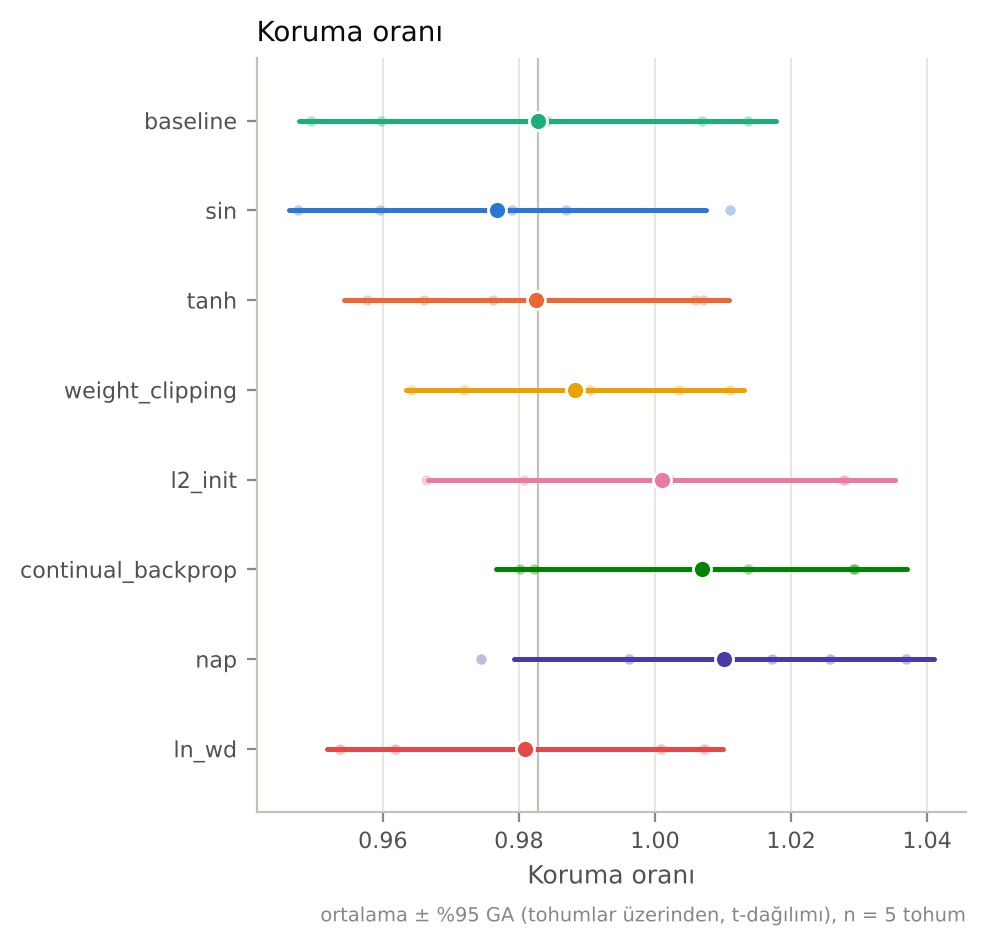 Koruma oranı
baseline
sin
tanh
weight_clipping
l2_init
continual_backprop
nap
ln_wd
0.96 0.98 1.00 1.02 1.04
Koruma oranı
ortalama ± %95 GA (tohumlar üzerinden, t-dağılımı), n = 5 tohum